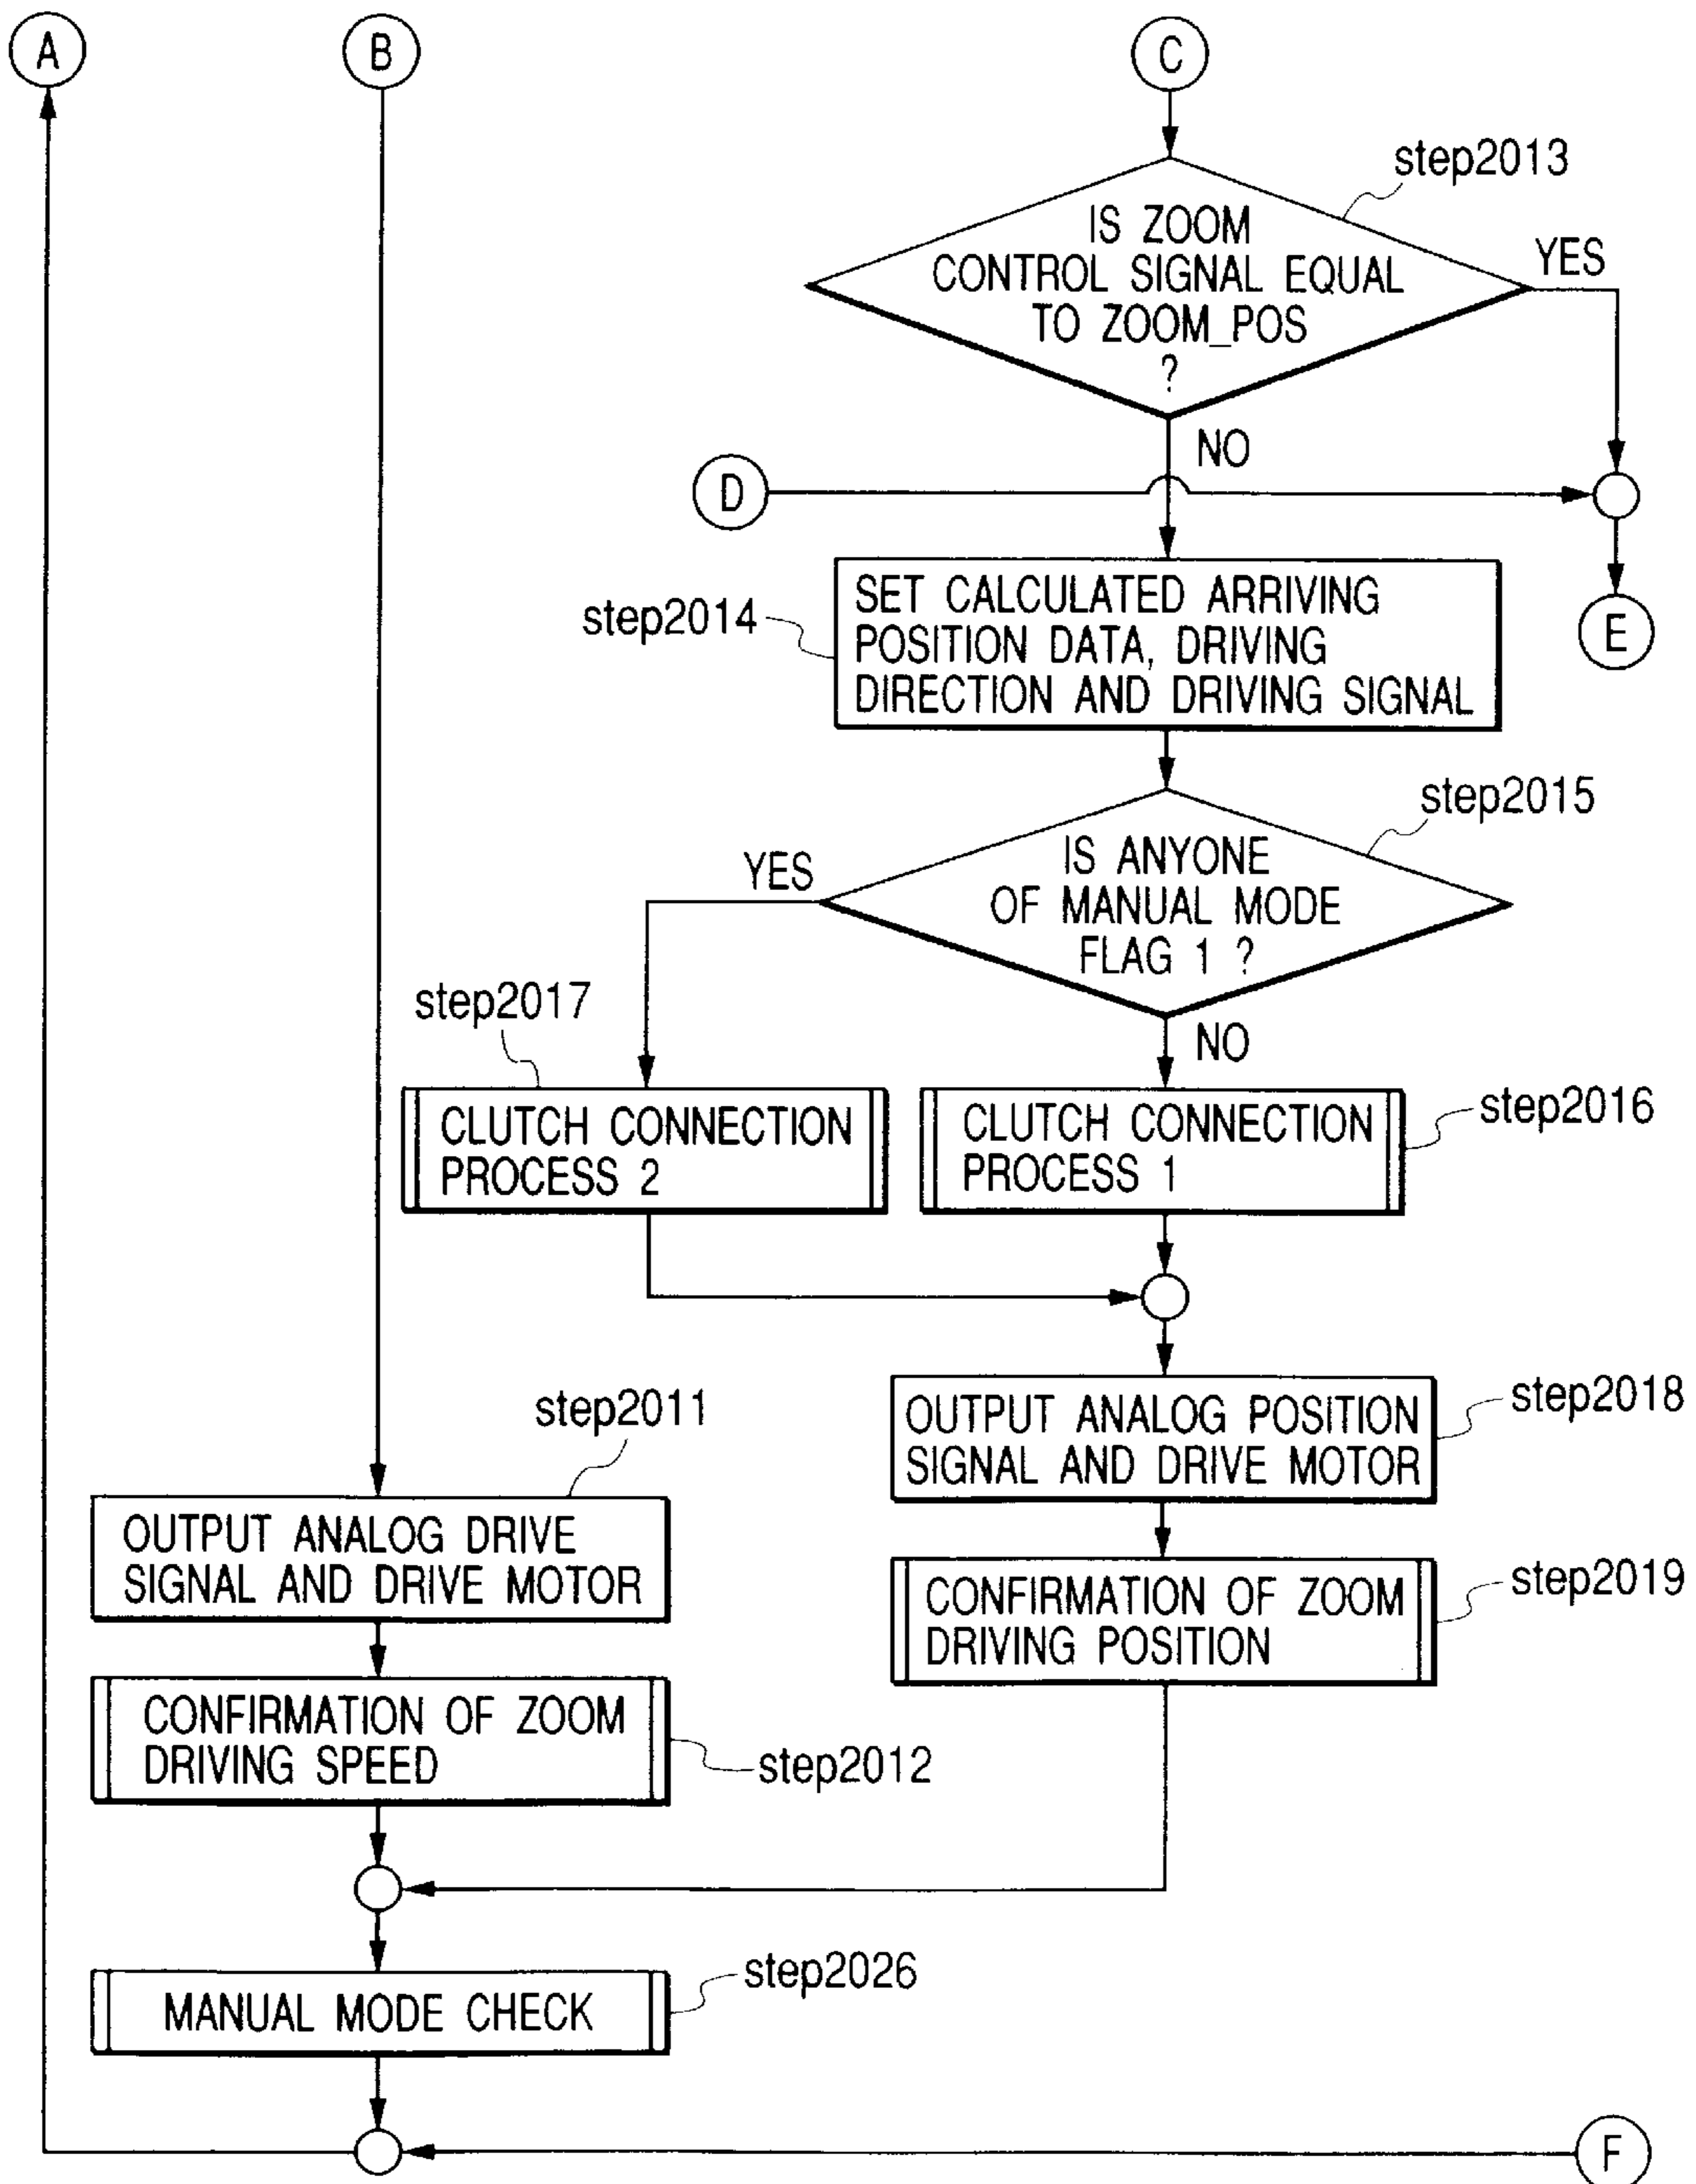 A
B
C
step2013
IS ZOOM
CONTROL SIGNAL EQUAL
TO ZOOM_POS
?
YES
NO
D
E
step2014
SET CALCULATED ARRIVING
POSITION DATA, DRIVING
DIRECTION AND DRIVING SIGNAL
step2015
IS ANYONE
OF MANUAL MODE
FLAG 1 ?
YES
NO
step2017
CLUTCH CONNECTION
PROCESS 2
step2016
CLUTCH CONNECTION
PROCESS 1
step2018
OUTPUT ANALOG POSITION
SIGNAL AND DRIVE MOTOR
step2011
OUTPUT ANALOG DRIVE
SIGNAL AND DRIVE MOTOR
step2019
CONFIRMATION OF ZOOM
DRIVING POSITION
CONFIRMATION OF ZOOM
DRIVING SPEED
step2012
step2026
MANUAL MODE CHECK
F